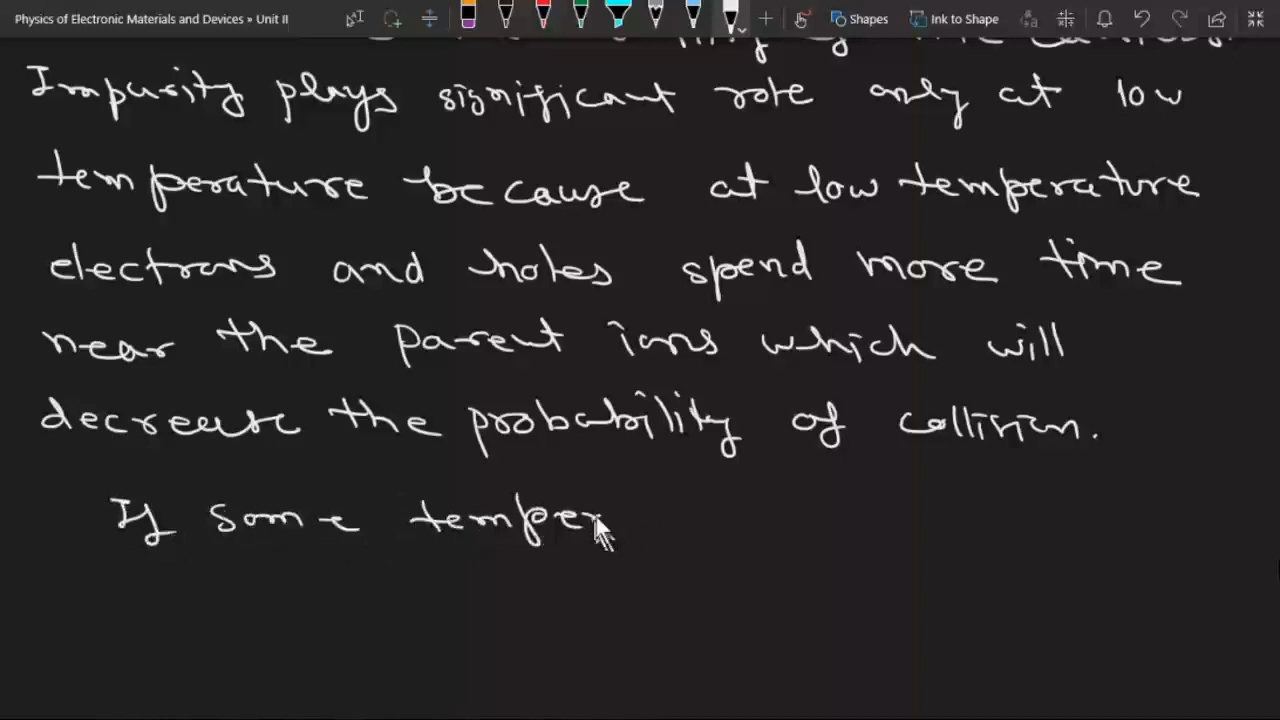 Physics of Electronic Materials and Devices » Unit II
Shapes
Ink to Shape
Impurity plays significant role only at low
temperature because at low temperature
electrons and holes spend more time
near the parent ions which will
decrease the probability of collision.
If some temper